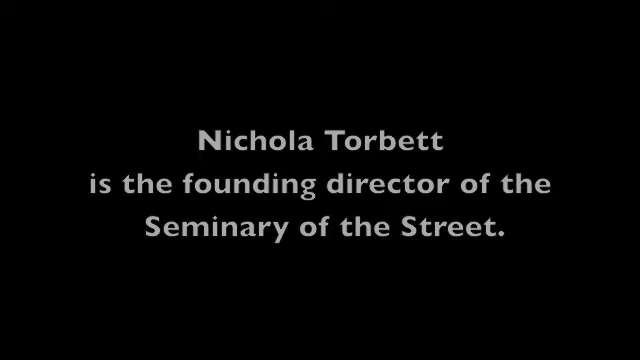 Nichola Torbett
is the founding director of the
Seminary of the Street.